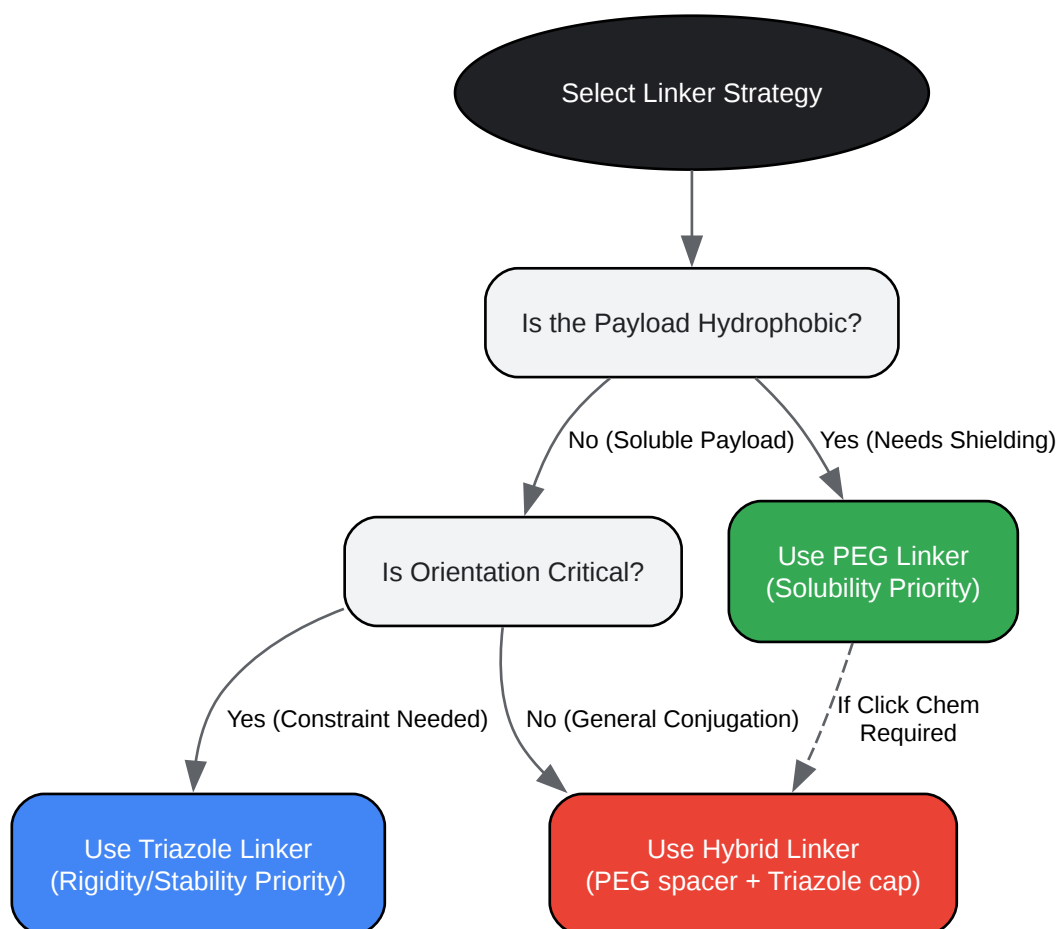 Select Linker Strategy
Is the Payload Hydrophobic?
No (Soluble Payload)
Yes (Needs Shielding)
Is Orientation Critical?
Use PEG Linker
(Solubility Priority)
Yes (Constraint Needed)
No (General Conjugation)
If Click Chem
Required
Use Triazole Linker
(Rigidity/Stability Priority)
Use Hybrid Linker
(PEG spacer + Triazole cap)